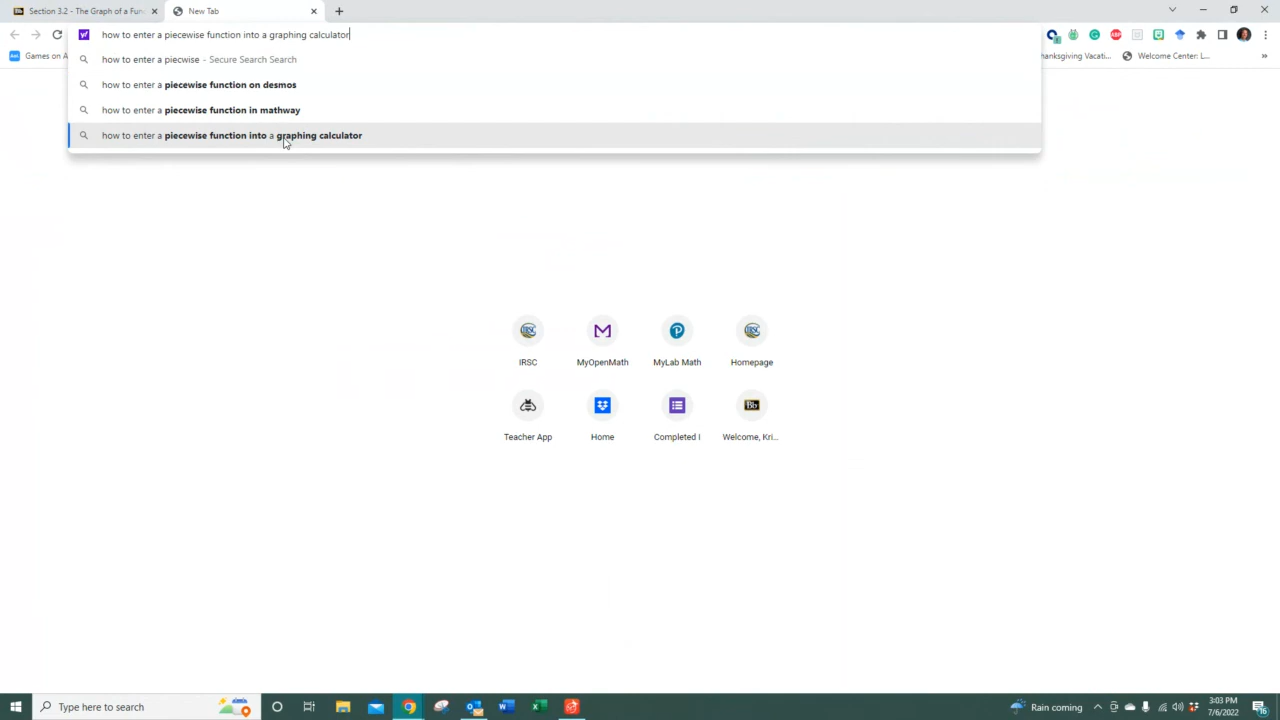 Section 3.2 - The Graph of a Fun
New Tab
how to enter a piecewise function into a graphing calculator
how to enter a piecwise - Secure Search Search
how to enter a piecewise function on desmos
how to enter a piecewise function in mathway
how to enter a piecewise function into a graphing calculator
Games on A
hanksgiving Vacati...
Welcome Center: L...
IRSC
MyOpenMath
MyLab Math
Homepage
Teacher App
Home
Completed I
Welcome, Kri...
Type here to search
Rain coming
3:03 PM
7/6/2022